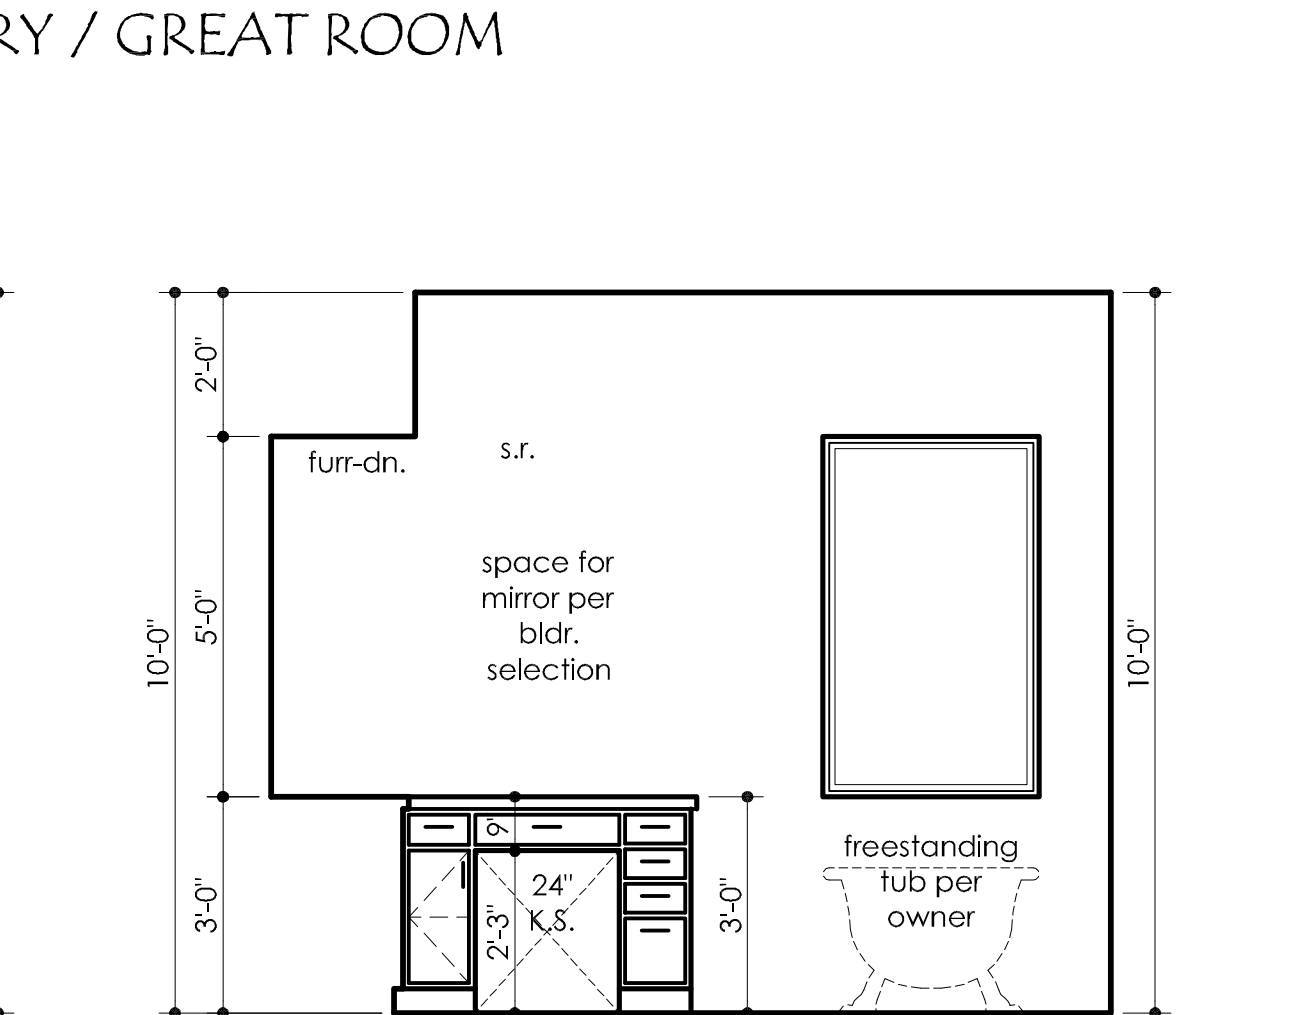 RY / GREAT ROOM
2'-0"
furr-dn.
s.r.
space for
mirror per
bldr.
selection
5'-0"
10'-0"
10'-0"
9"
freestanding
tub per
owner
24"
K.S.
3'-0"
2'-3"
3'-0"